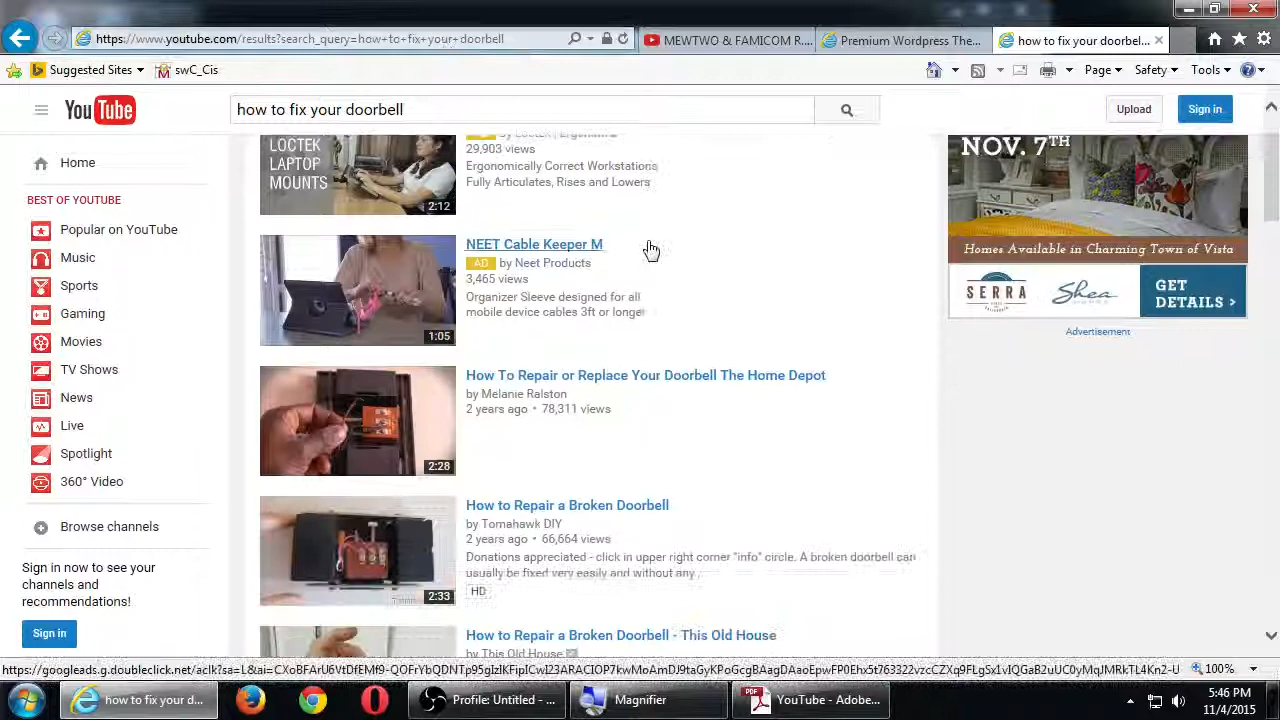 https://www.youtube.com/results?search_query=how+to+fix+your+doorbell
MEWTWO & FAMICOM R...
Premium Wordpress The...
how to fix your doorbel...
Suggested Sites
swC_Cis
Page
Safety
Tools
YouTube
how to fix your doorbell
Upload
Sign in
Home
BEST OF YOUTUBE
Popular on YouTube
Music
Sports
Gaming
Movies
TV Shows
News
Live
Spotlight
360° Video
Browse channels
Sign in now to see your
channels and
recommendations!
Sign in
LOCTEK
LAPTOP
MOUNTS
2:12
29,903 views
Ergonomically Correct Workstations
Fully Articulates, Rises and Lowers
1:05
NEET Cable Keeper M
AD by Neet Products
3,465 views
Organizer Sleeve designed for all
mobile device cables 3ft or longer
2:28
How To Repair or Replace Your Doorbell The Home Depot
by Melanie Ralston
2 years ago • 78,311 views
2:33
How to Repair a Broken Doorbell
by Tomahawk DIY
2 years ago • 66,664 views
Donations appreciated - click in upper right corner "info" circle. A broken doorbell can
usually be fixed very easily and without any ..
HD
How to Repair a Broken Doorbell - This Old House
by This Old House
NOV. 7TH
Homes Available in Charming Town of Vista
SERRA
Shea
GET
DETAILS >
Advertisement
100%
how to fix your d...
Profile: Untitled - ...
Magnifier
PDF
YouTube - Adobe...
5:46 PM
11/4/2015